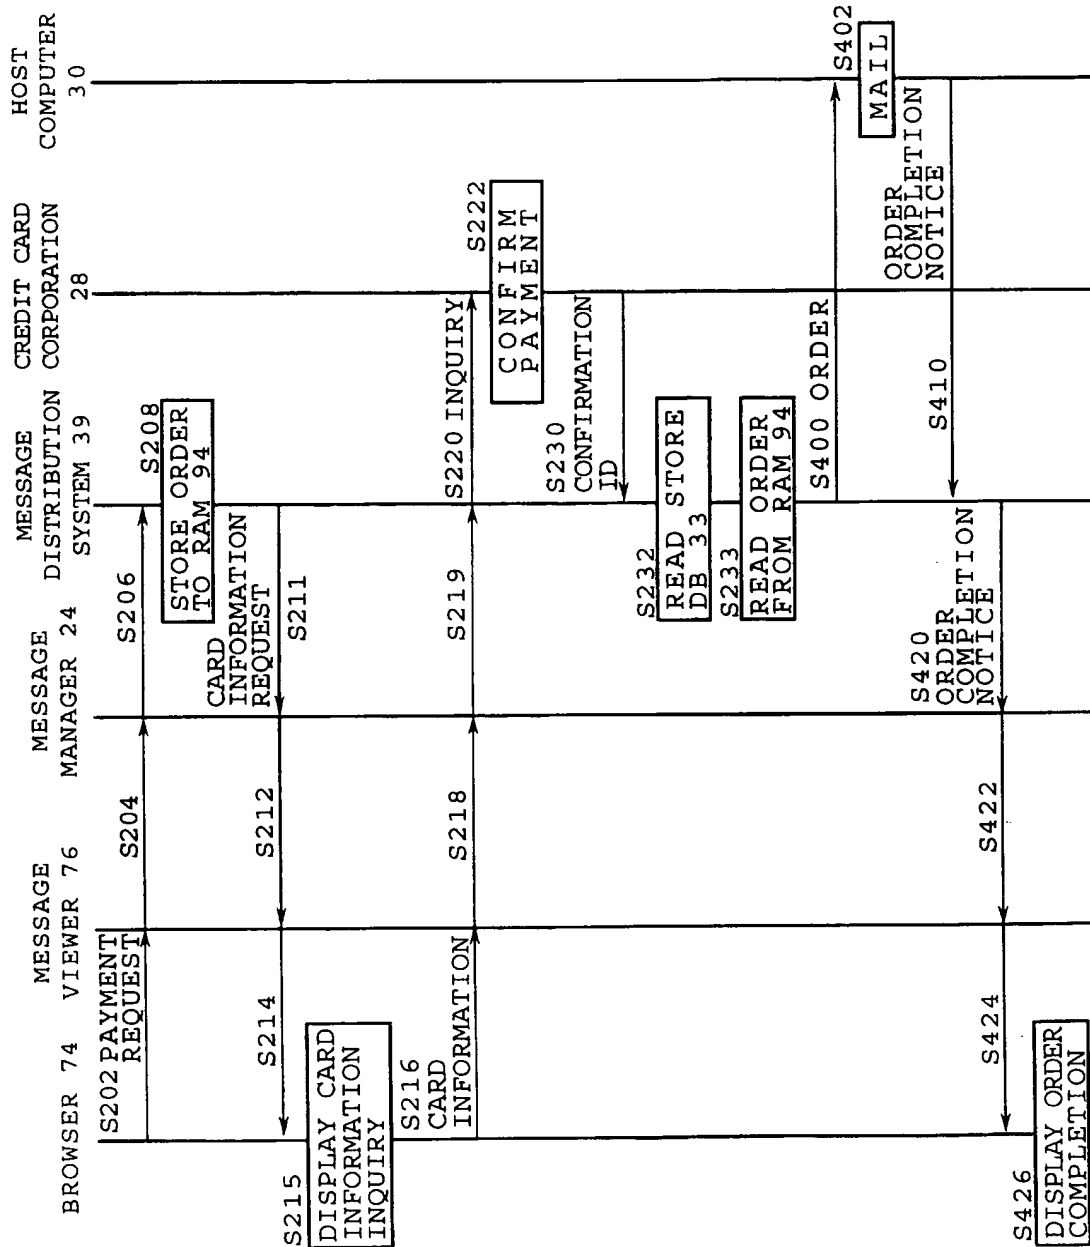 BROWSER 74
MESSAGE
VIEWER 76
MESSAGE
MANAGER 24
MESSAGE
DISTRIBUTION
SYSTEM 39
CREDIT CARD
CORPORATION
28
HOST
COMPUTER
30
S202 PAYMENT
REQUEST
S204
S206
S208
STORE ORDER
TO RAM 94
CARD
INFORMATION
REQUEST
S211
S212
S214
S215
DISPLAY CARD
INFORMATION
INQUIRY
S216
CARD
INFORMATION
S218
S219
S220 INQUIRY
S222
CONFIRM
PAYMENT
S230
CONFIRMATION
ID
S232
READ STORE
DB 33
S233
READ ORDER
FROM RAM 94
S400 ORDER
S402
MAIL
ORDER
COMPLETION
NOTICE
S410
S420
ORDER
COMPLETION
NOTICE
S422
S424
S426
DISPLAY ORDER
COMPLETION